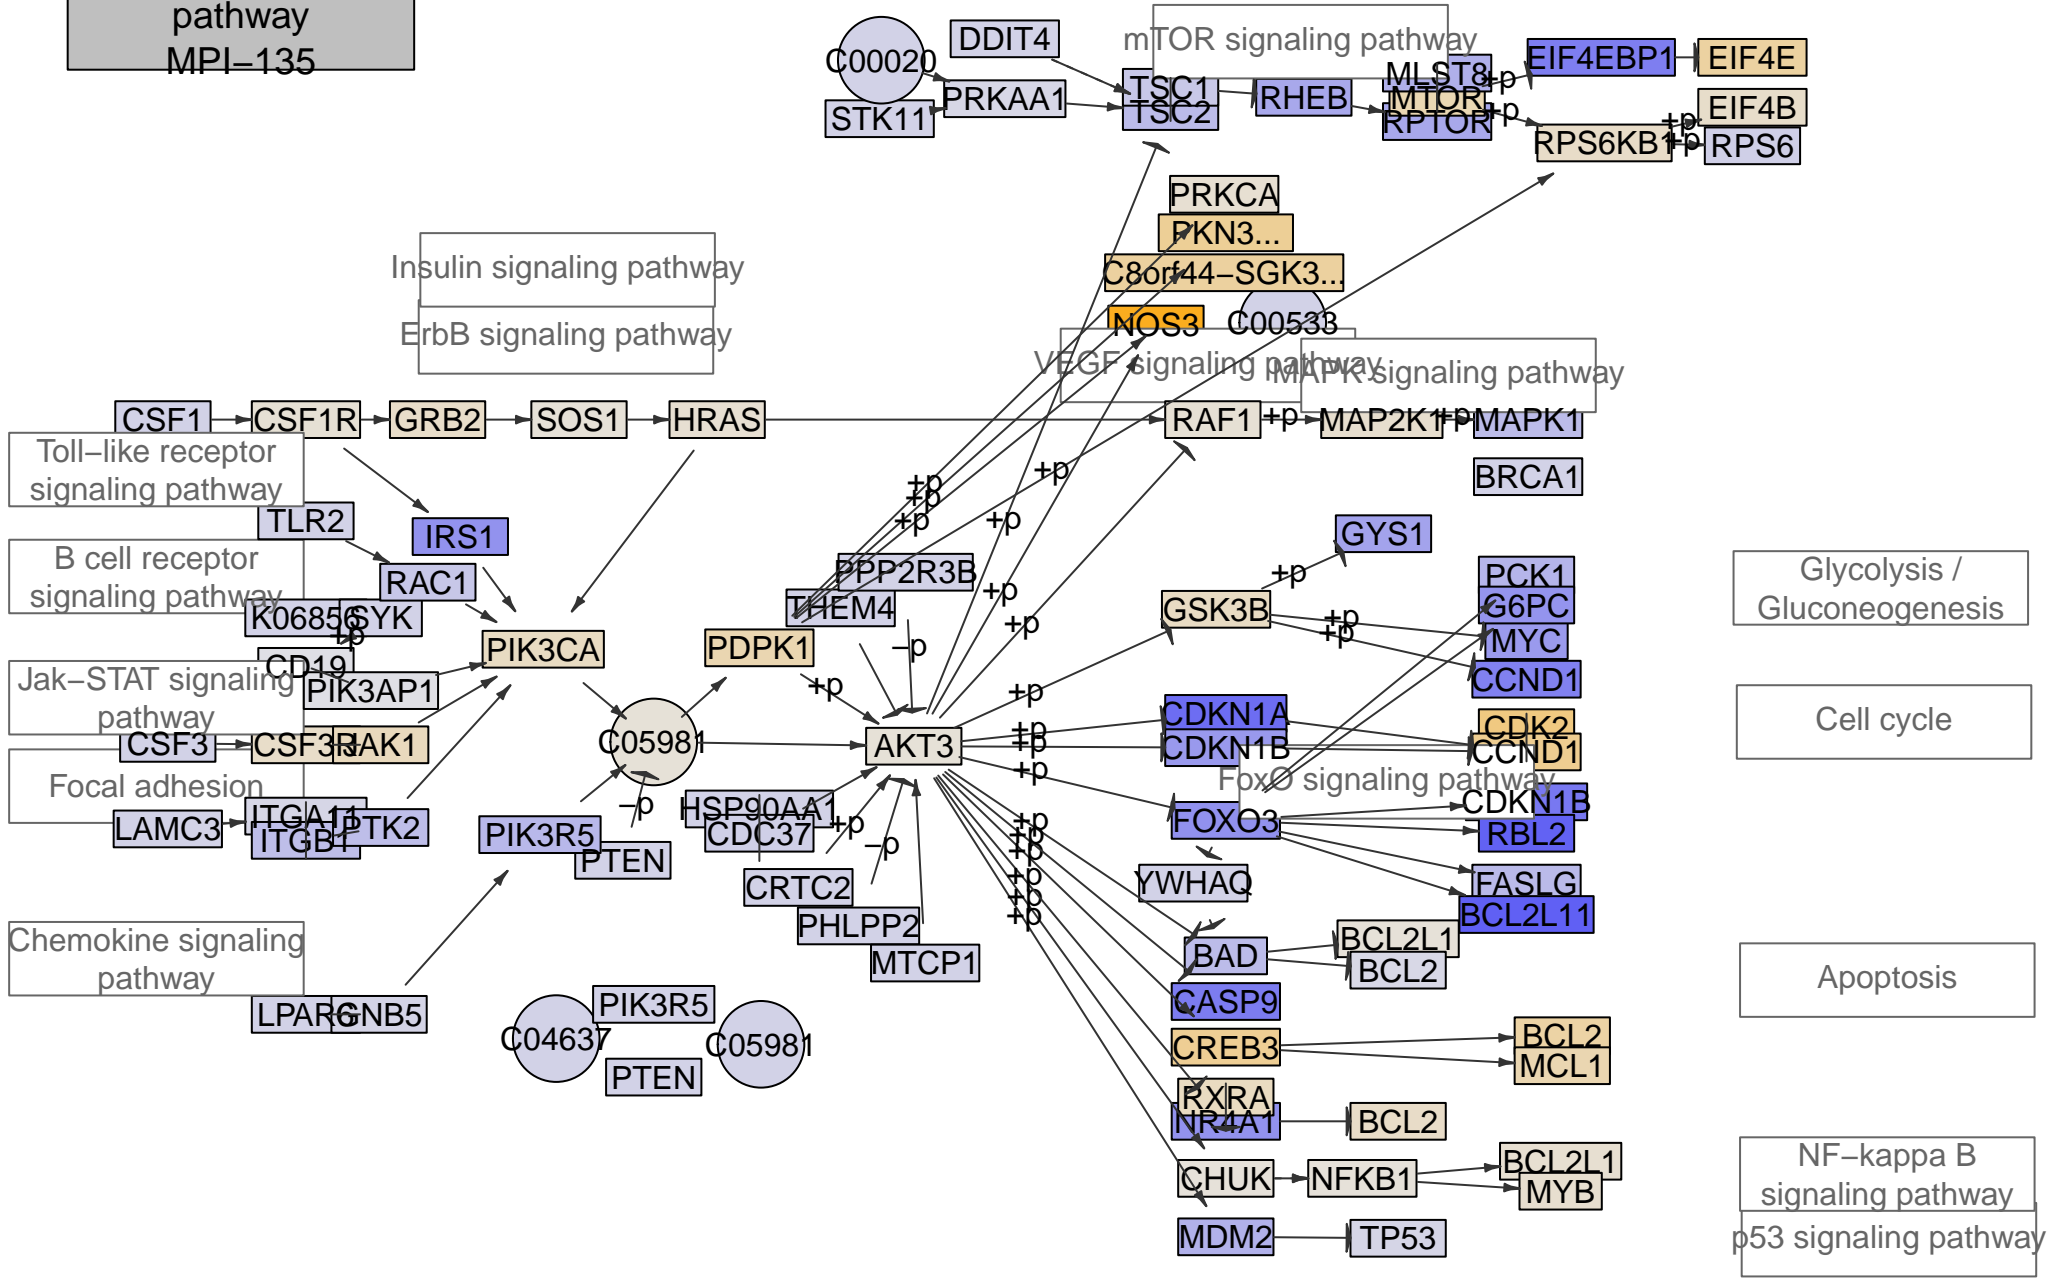 pathway
MPI–135
C00020
DDIT4
STK11
PRKAA1
TSC1
TSC2
mTOR signaling pathway
RHEB
MLST8
MTOR
RPTOR
+p
+p
EIF4EBP1
EIF4E
RPS6KB1
+p
+p
EIF4B
RPS6
PRKCA
PKN3...
C8orf44–SGK3...
NOS3
C00533
Insulin signaling pathway
ErbB signaling pathway
VEGF signaling pathway
MAPK signaling pathway
CSF1
CSF1R
GRB2
SOS1
HRAS
RAF1
+p
MAP2K1
+p
MAPK1
BRCA1
Toll–like receptor
signaling pathway
TLR2
IRS1
B cell receptor
signaling pathway
RAC1
K06856
SYK
+p
CD19
PIK3AP1
PIK3CA
Jak–STAT signaling
pathway
CSF3
CSF3R
JAK1
Focal adhesion
LAMC3
ITGA11
ITGB1
PTK2
Chemokine signaling
pathway
LPAR6
GNB5
PIK3R5
PTEN
–p
C05981
PDPK1
+p
THEM4
PPP2R3B
–p
+p
+p
+p
+p
+p
+p
+p
AKT3
HSP90AA1
CDC37
+p
–p
CRTC2
PHLPP2
MTCP1
C04637
PIK3R5
PTEN
C05981
+p
+p
+p
+p
+p
+p
+p
+p
+p
+p
GSK3B
+p
GYS1
+p
+p
PCK1
G6PC
MYC
CCND1
CDKN1A
CDKN1B
CDK2
CCND1
FoxO signaling pathway
FOXO3
CDKN1B
RBL2
FASLG
BCL2L11
YWHAQ
BAD
BCL2L1
BCL2
CASP9
CREB3
BCL2
MCL1
RXRA
NR4A1
BCL2
CHUK
NFKB1
BCL2L1
MYB
MDM2
TP53
Glycolysis /
Gluconeogenesis
Cell cycle
Apoptosis
NF–kappa B
signaling pathway
p53 signaling pathway